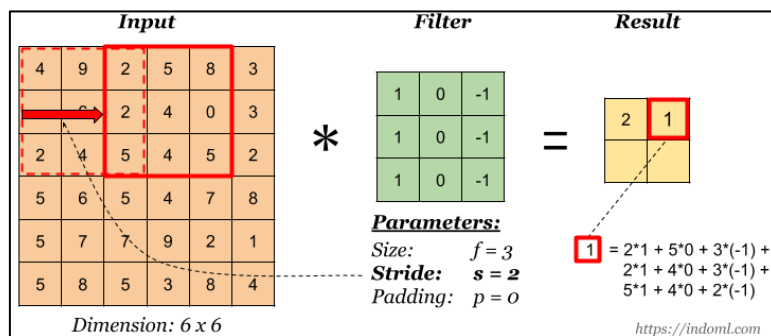 Input
Filter
Result
4 9 2 5 8 3
2 4 0 3
2 4 5 4 5 2
5 6 5 4 7 8
5 7 7 9 2 1
5 8 5 3 8 4
Dimension: 6 x 6
*
1 0 -1
1 0 -1
1 0 -1
=
2 1
Parameters:
Size: f = 3
Stride: s = 2
Padding: p = 0
1 = 2*1 + 5*0 + 3*(-1) +
2*1 + 4*0 + 3*(-1) +
5*1 + 4*0 + 2*(-1)
https://indoml.com